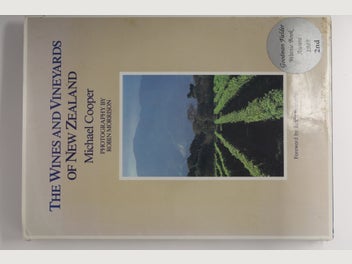 THE WINES AND VINEYARDS
OF NEW ZEALAND
Michael Cooper
PHOTOGRAPHY BY
ROBIN MORRISON
Goodman Fielder
Wattie Book
Awards
2nd
Foreword by